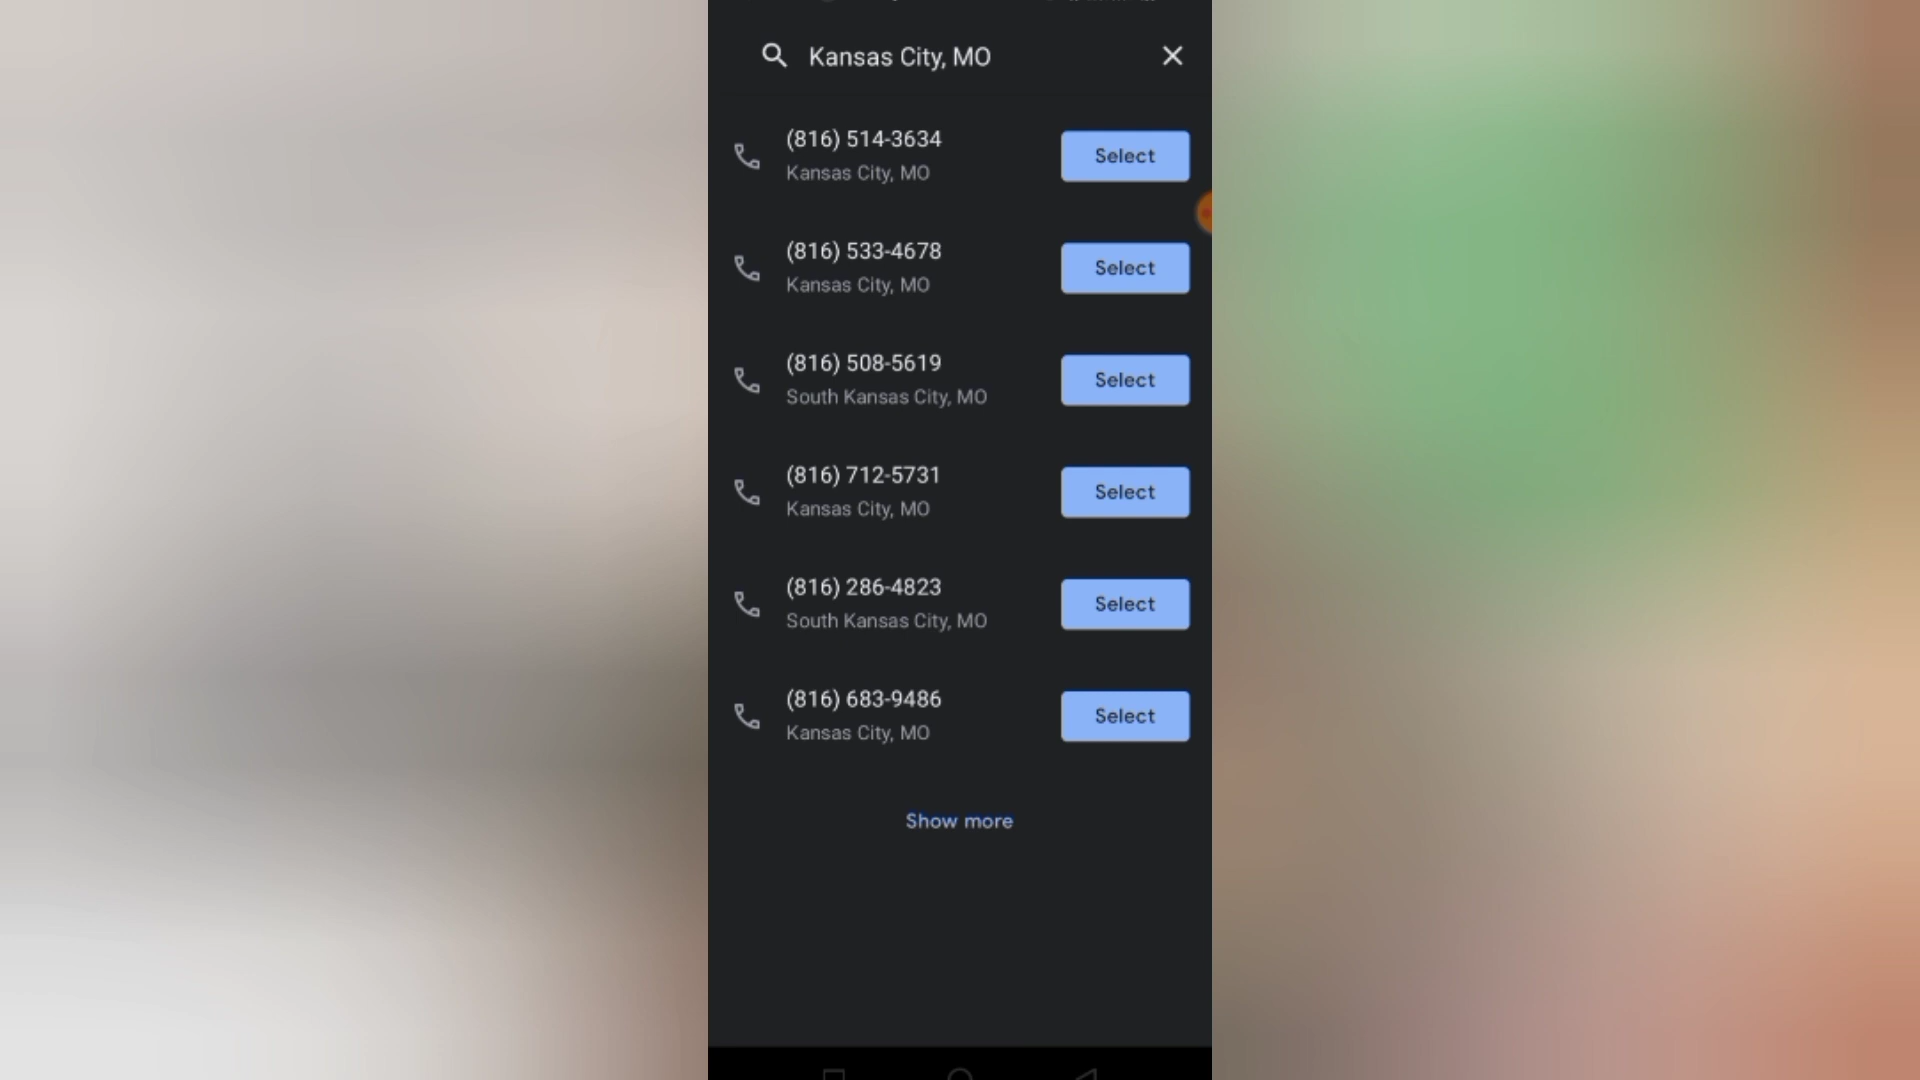 Kansas City, MO
(816) 514-3634
Kansas City, MO
Select
(816) 533-4678
Kansas City, MO
Select
(816) 508-5619
South Kansas City, MO
Select
(816) 712-5731
Kansas City, MO
Select
(816) 286-4823
South Kansas City, MO
Select
(816) 683-9486
Kansas City, MO
Select
Show more